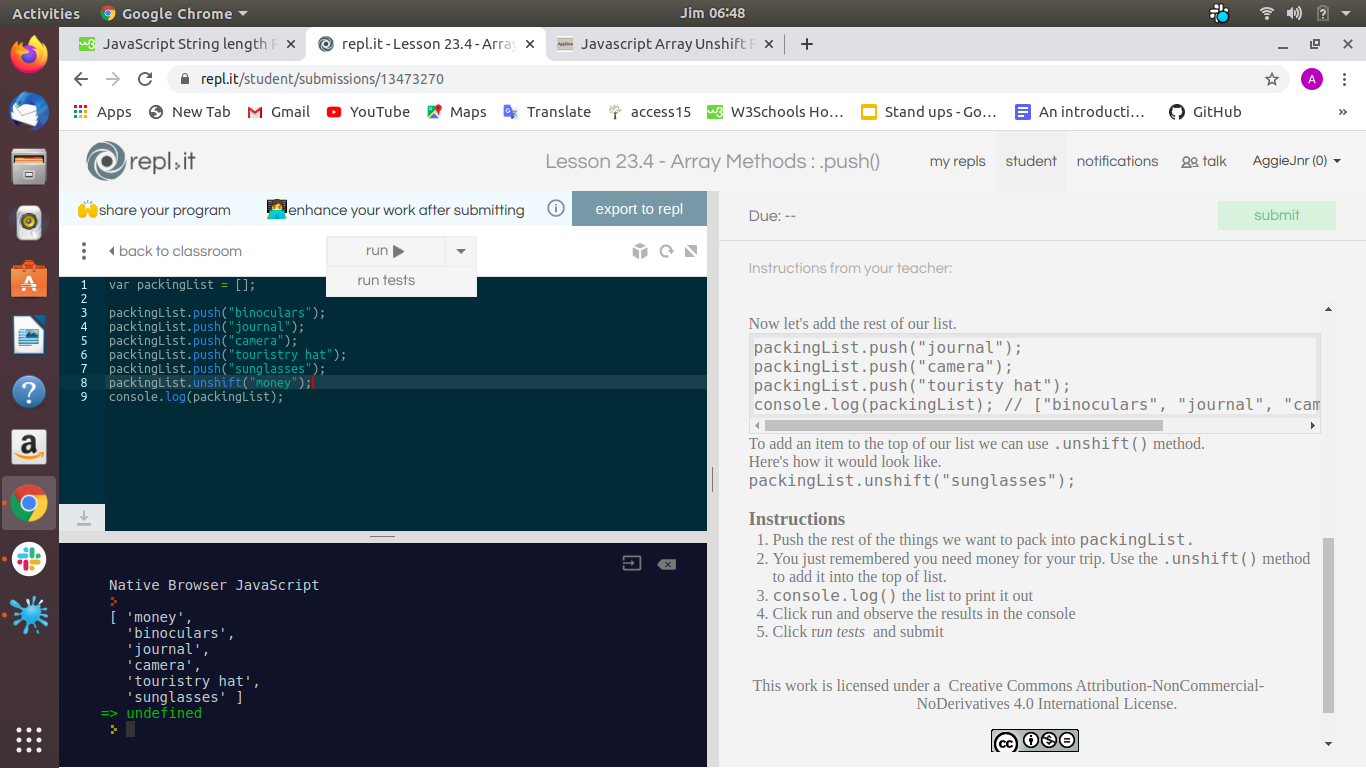 Activities Google Chrome Jim 06:48
JavaScript String length P repl.it - Lesson 23.4 - Array Javascript Array Unshift F
repl.it/student/submissions/13473270 A
Apps New Tab Gmail YouTube Maps Translate access15 W3Schools Ho… Stand ups - Go… An introducti… GitHub »
repl.it Lesson 23.4 - Array Methods : .push() my repls student notifications talk AggieJnr (0)
share your program enhance your work after submitting export to repl
Due: -- submit
back to classroom run
run tests
Instructions from your teacher:
1 var packingList = [];
2
3 packingList.push("binoculars");
4 packingList.push("journal");
5 packingList.push("camera");
6 packingList.push("touristry hat");
7 packingList.push("sunglasses");
8 packingList.unshift("money");
9 console.log(packingList);
Native Browser JavaScript
[ 'money',
'binoculars',
'journal',
'camera',
'touristry hat',
'sunglasses' ]
=> undefined
Now let's add the rest of our list.
packingList.push("journal");
packingList.push("camera");
packingList.push("touristy hat");
console.log(packingList); // ["binoculars", "journal", "cam
To add an item to the top of our list we can use .unshift() method.
Here's how it would look like.
packingList.unshift("sunglasses");
Instructions
1. Push the rest of the things we want to pack into packingList.
2. You just remembered you need money for your trip. Use the .unshift() method
to add it into the top of list.
3. console.log() the list to print it out
4. Click run and observe the results in the console
5. Click run tests and submit
This work is licensed under a Creative Commons Attribution-NonCommercial-
NoDerivatives 4.0 International License.
cc